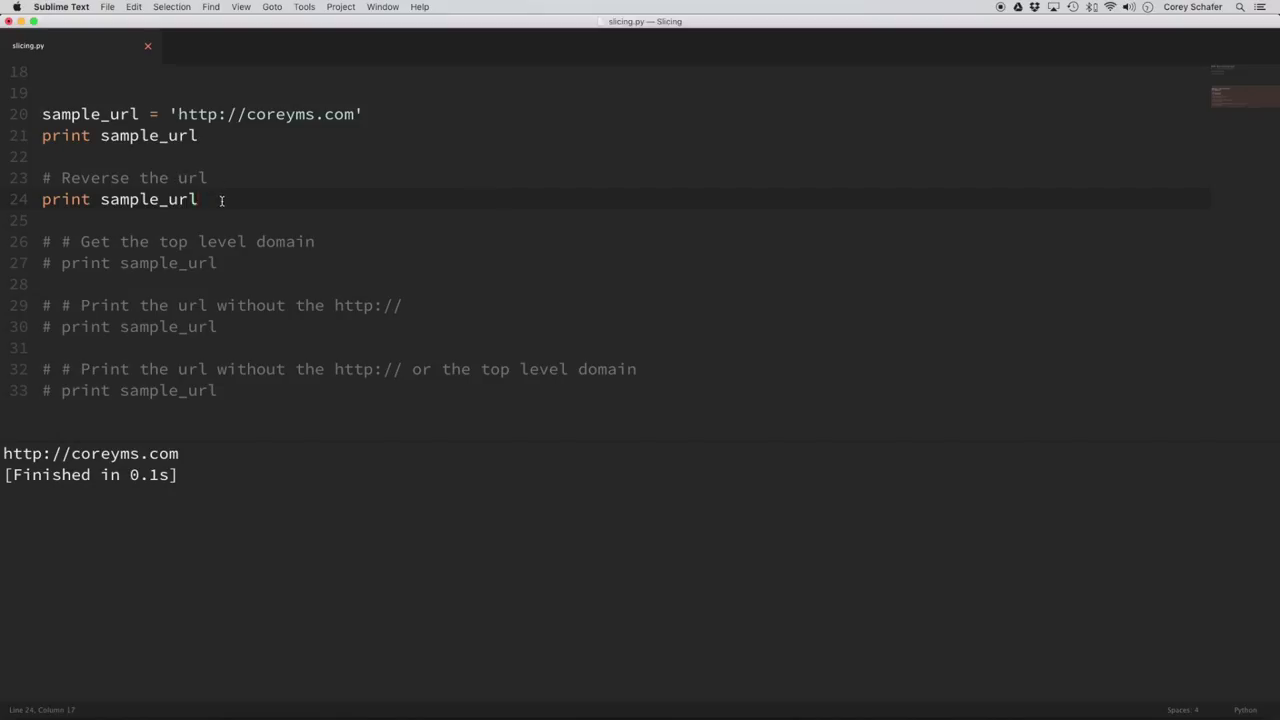 Sublime Text File Edit Selection Find View Goto Tools Project Window Help Corey Schafer
slicing.py — Slicing
slicing.py
18
19
20 sample_url = 'http://coreyms.com'
21 print sample_url
22
23 # Reverse the url
24 print sample_url
25
26 # # Get the top level domain
27 # print sample_url
28
29 # # Print the url without the http://
30 # print sample_url
31
32 # # Print the url without the http:// or the top level domain
33 # print sample_url
http://coreyms.com
[Finished in 0.1s]
Line 24, Column 17 Spaces: 4 Python